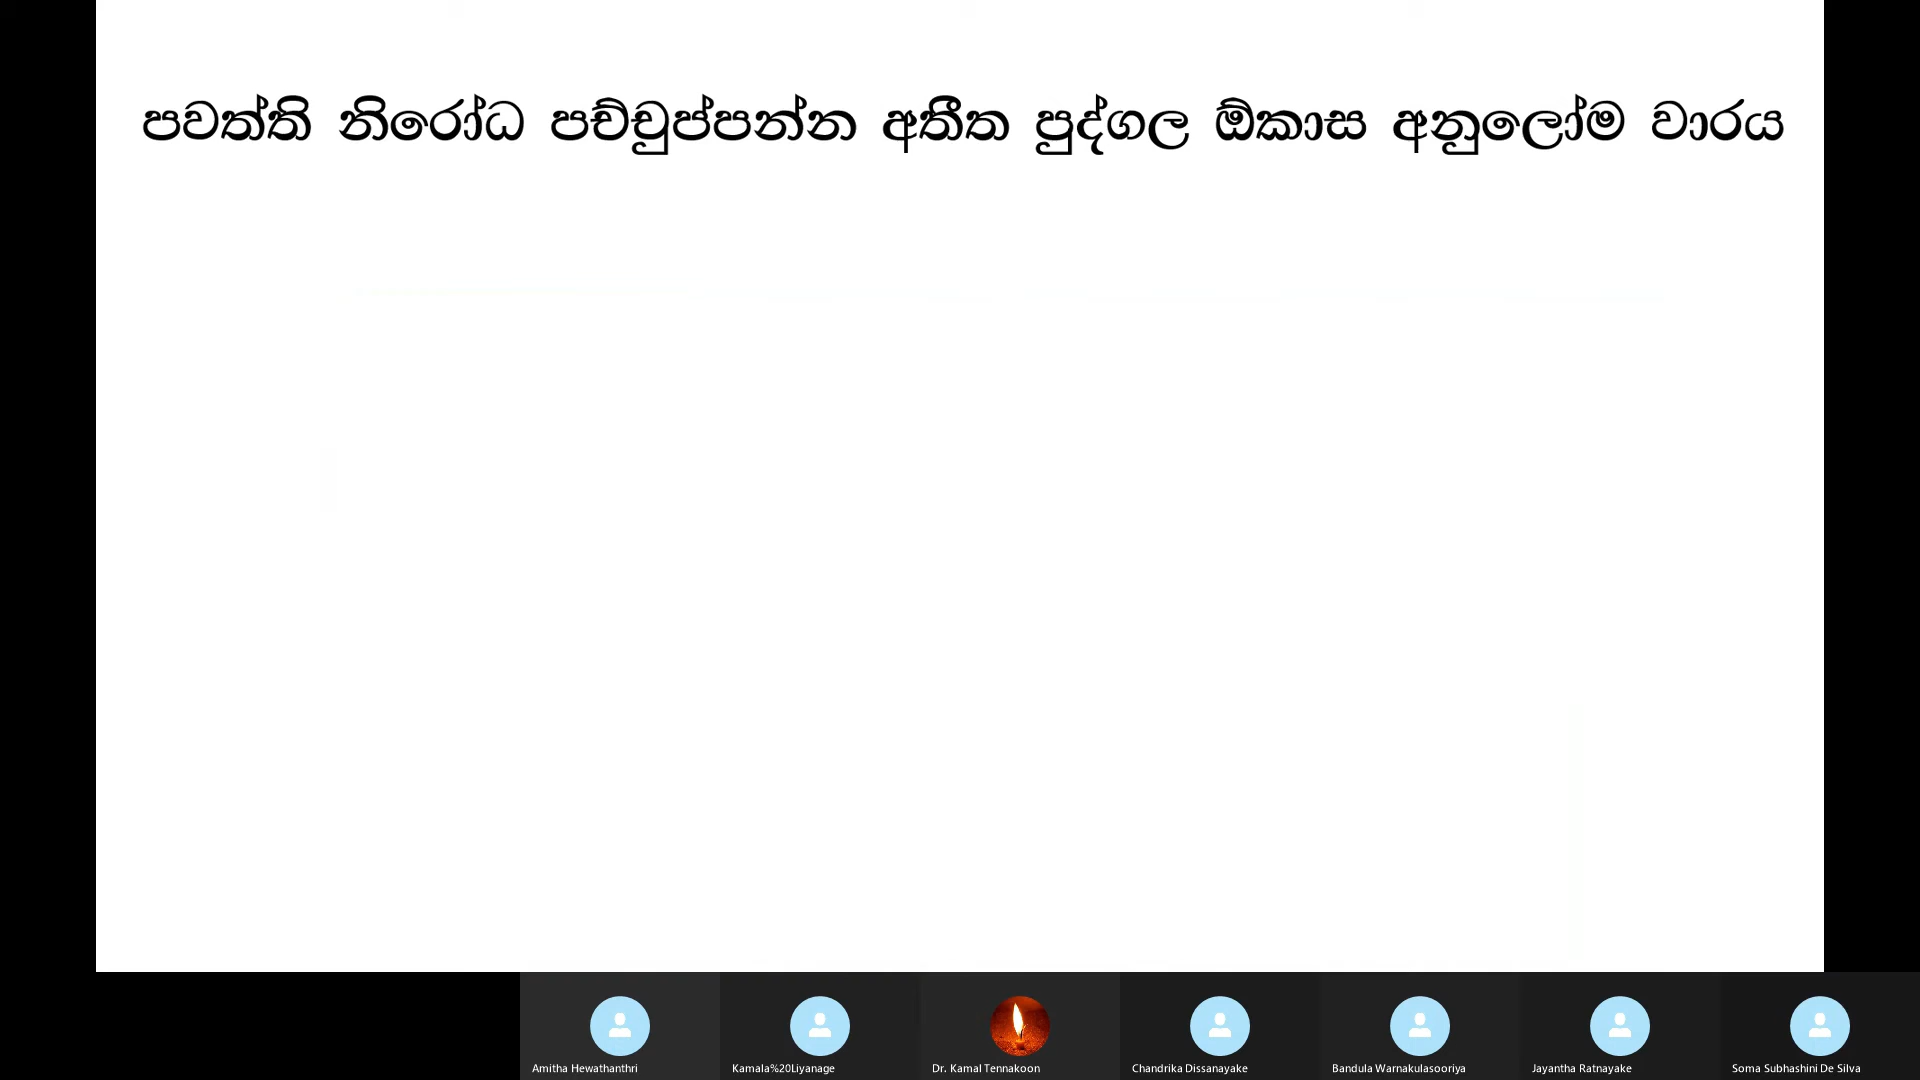 පවත්ති නිරෝධ පච්චුප්පන්න අතීත පුද්ගල ඕකාස අනුලෝම වාරය
Amitha Hewathanthri
Kamala%20Liyanage
Dr. Kamal Tennakoon
Chandrika Dissanayake
Bandula Warnakulasooriya
Jayantha Ratnayake
Soma Subhashini De Silva